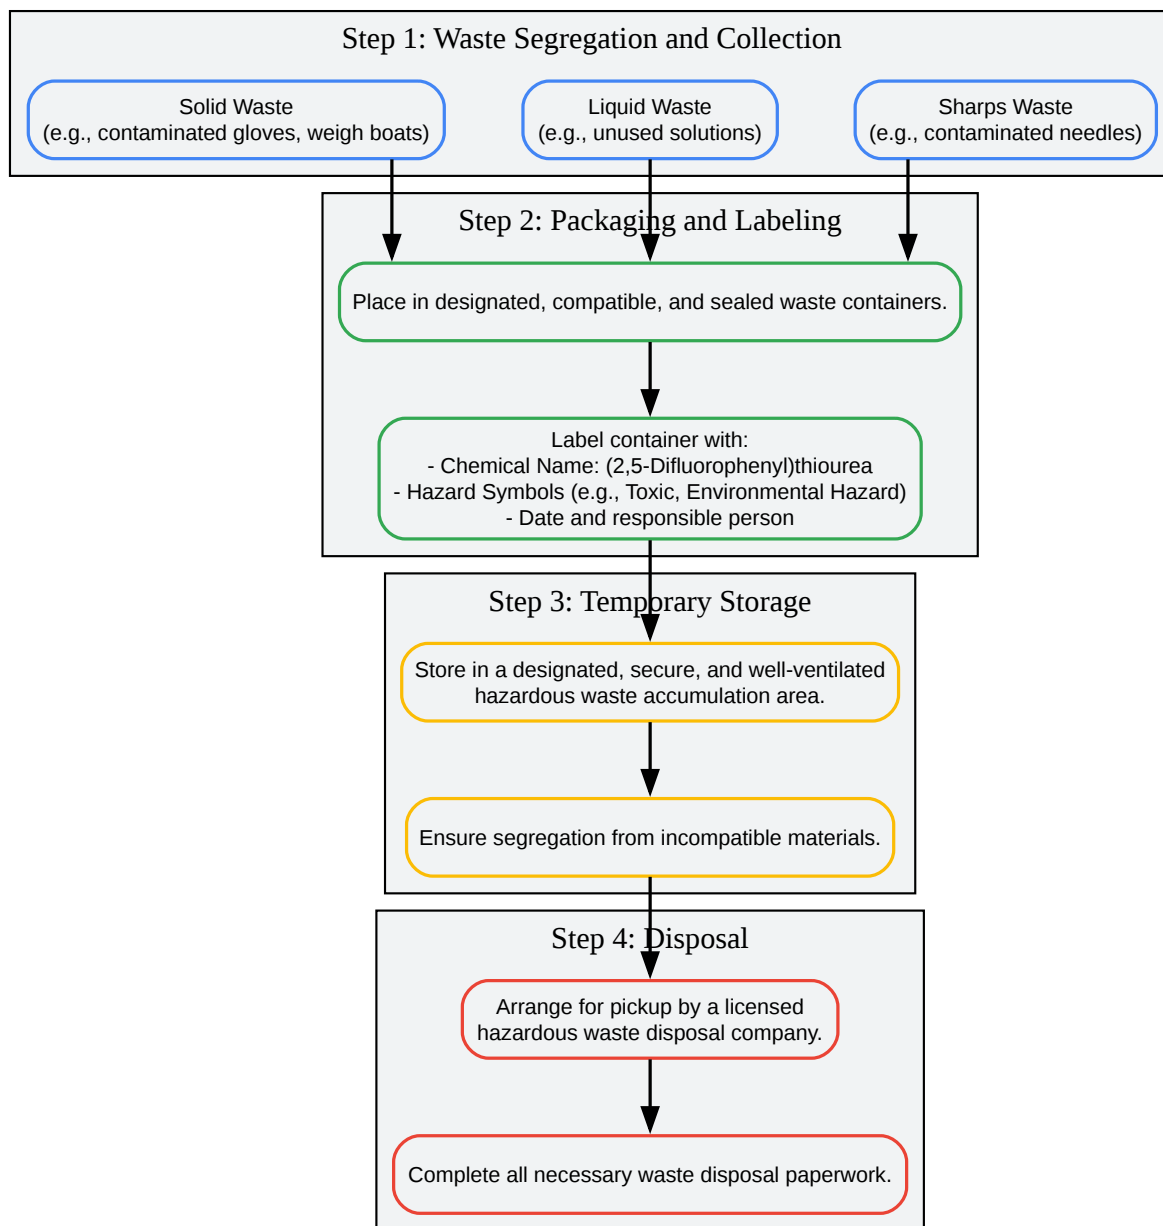 Step 1: Waste Segregation and Collection
Solid Waste
(e.g., contaminated gloves, weigh boats)
Liquid Waste
(e.g., unused solutions)
Sharps Waste
(e.g., contaminated needles)
Step 2: Packaging and Labeling
Place in designated, compatible, and sealed waste containers.
Label container with:
- Chemical Name: (2,5-Difluorophenyl)thiourea
- Hazard Symbols (e.g., Toxic, Environmental Hazard)
- Date and responsible person
Step 3: Temporary Storage
Store in a designated, secure, and well-ventilated
hazardous waste accumulation area.
Ensure segregation from incompatible materials.
Step 4: Disposal
Arrange for pickup by a licensed
hazardous waste disposal company.
Complete all necessary waste disposal paperwork.